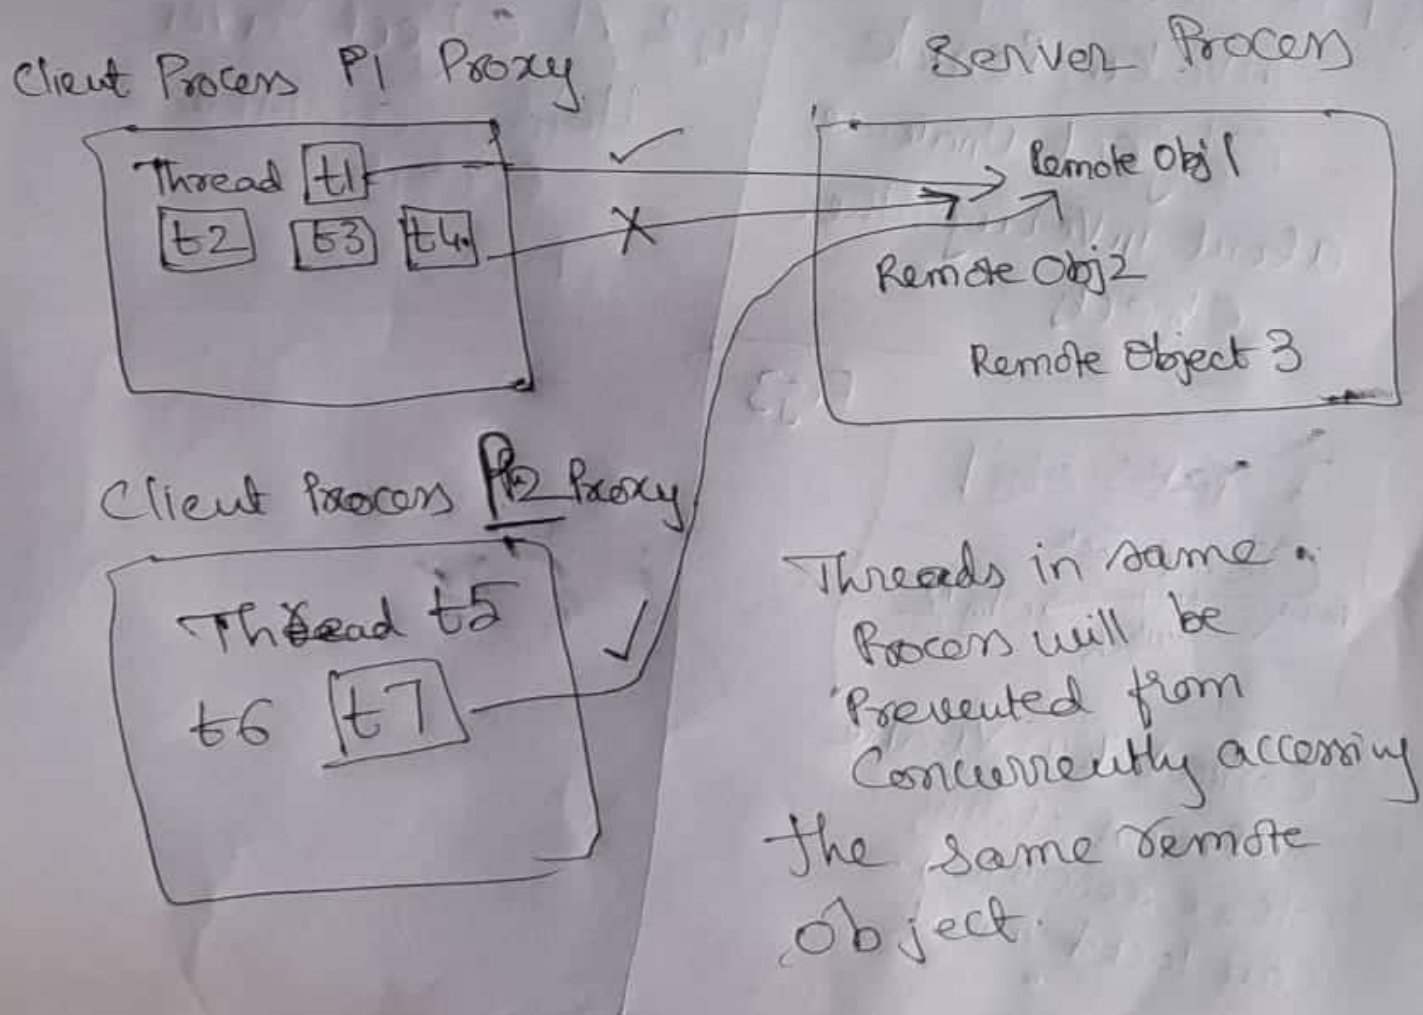 Client Process P1 Proxy
Thread t1
t2 t3 t4
Server Process
Remote Obj 1
Remote Obj 2
Remote Object 3
Client Process P2 Proxy
Thread t5
t6 t7
Threads in same
Process will be
Prevented from
Concurrently accessing
the same remote
object.